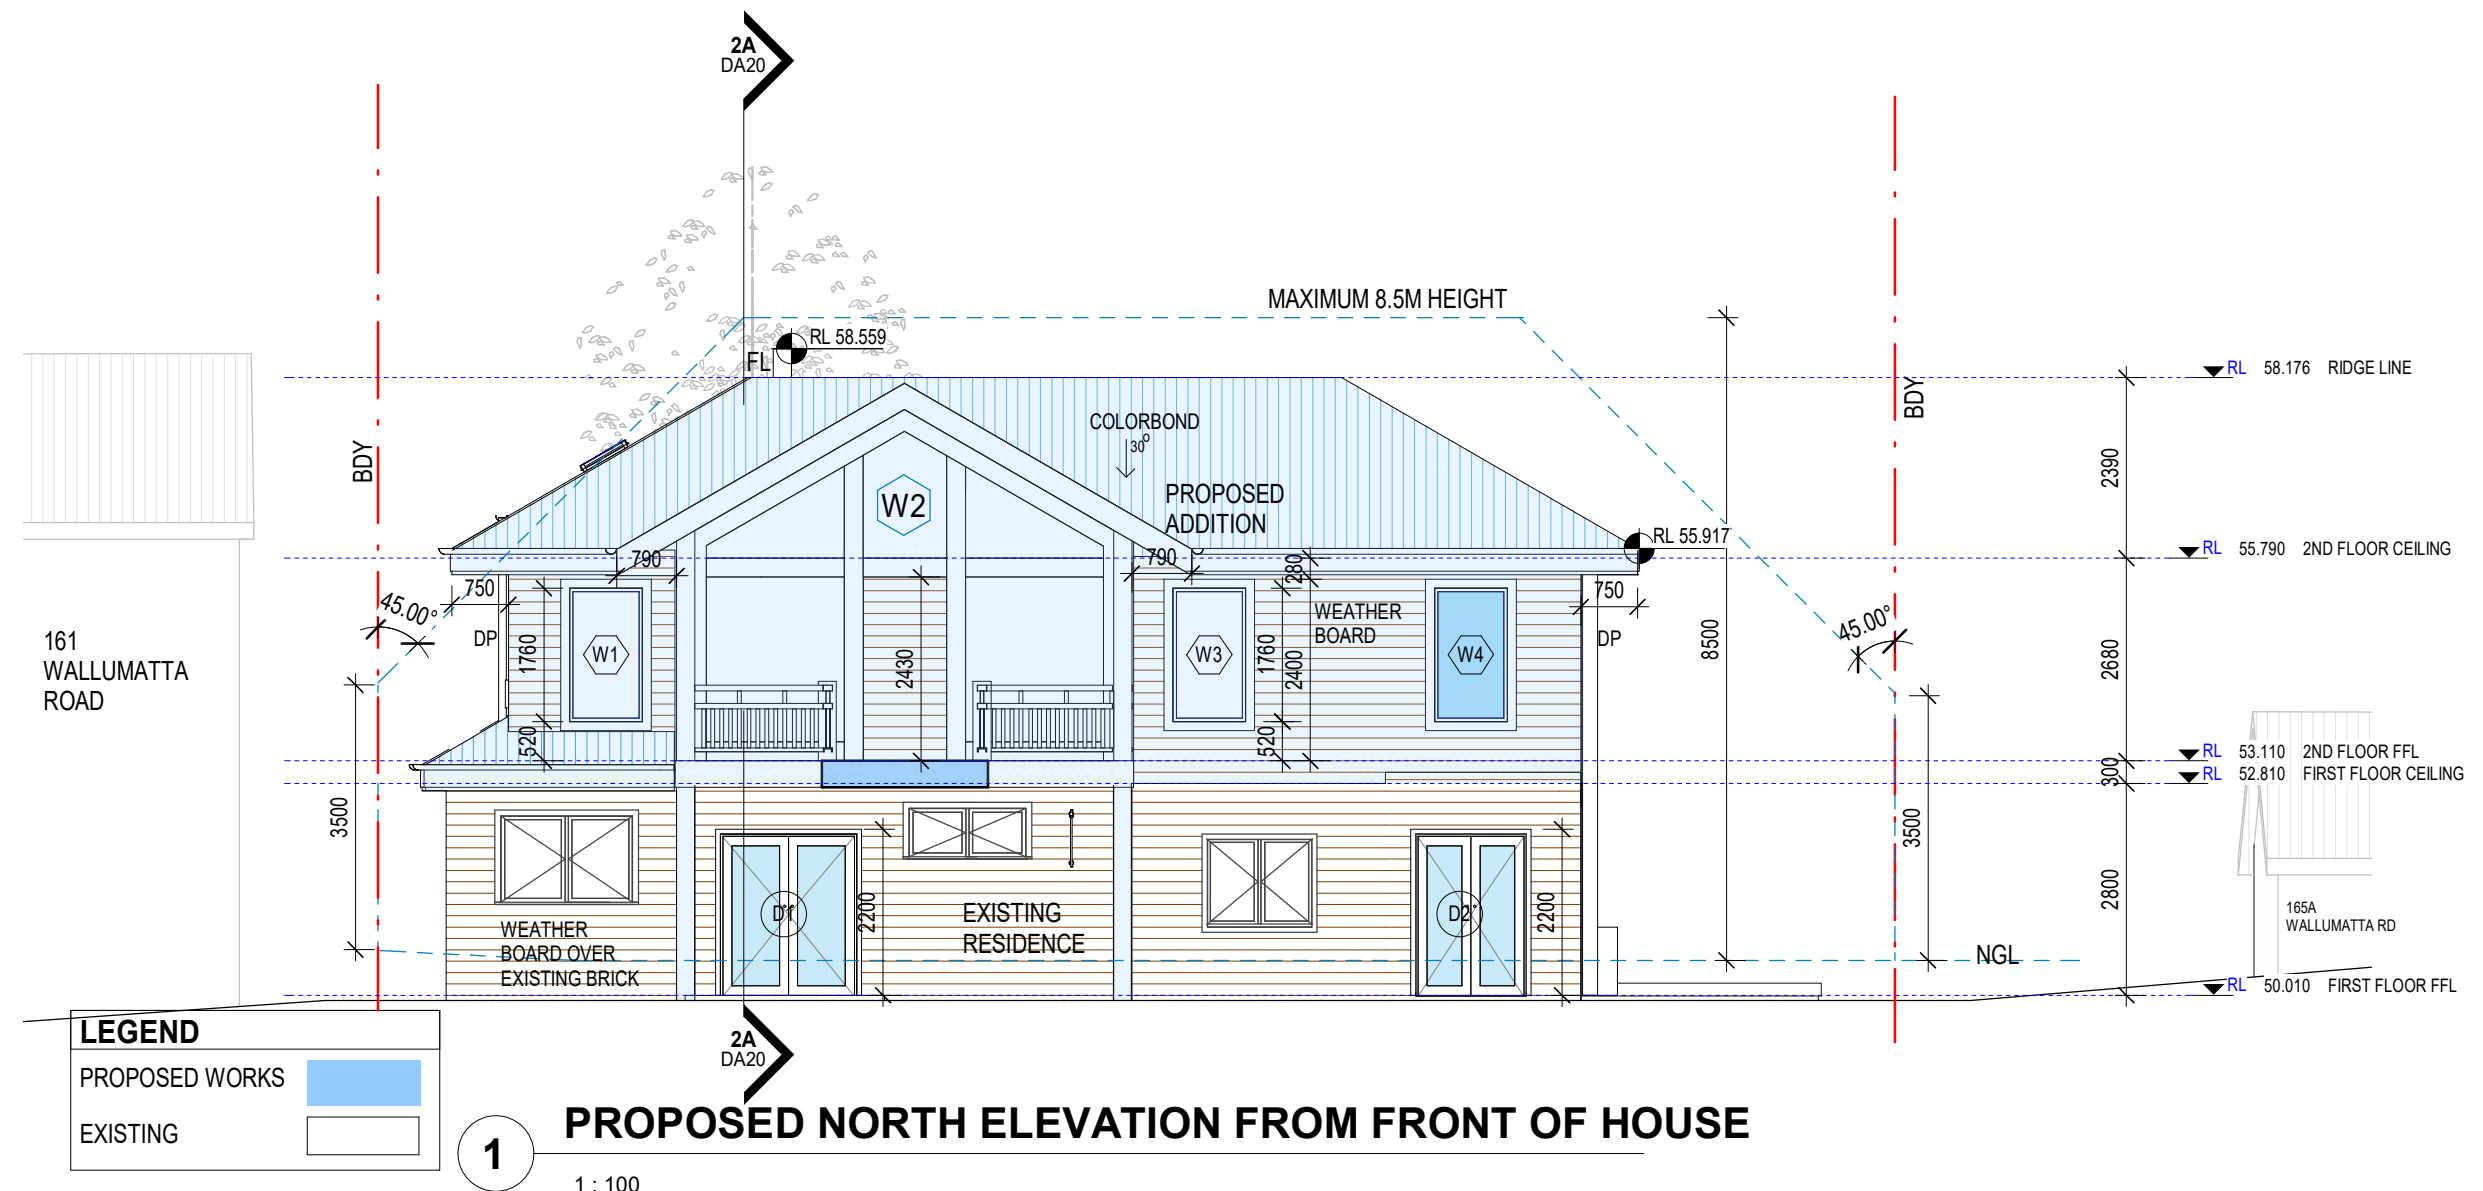 2A
DA20
MAXIMUM 8.5M HEIGHT
RL 58.559
FL
RL 58.176 RIDGE LINE
BDY
BDY
COLORBOND
30°
2390
W2
PROPOSED
ADDITION
RL 55.917
RL 55.790 2ND FLOOR CEILING
790
790
280
750
750
45.00°
45.00°
WEATHER
BOARD
161
WALLUMATTA
ROAD
DP
DP
1760
W1
2430
W3
1760
2400
W4
8500
2680
520
520
RL 53.110 2ND FLOOR FFL
300
RL 52.810 FIRST FLOOR CEILING
3500
3500
2800
D1
2200
EXISTING
RESIDENCE
D2
2200
WEATHER
BOARD OVER
EXISTING BRICK
165A
WALLUMATTA RD
NGL
RL 50.010 FIRST FLOOR FFL
LEGEND
PROPOSED WORKS
EXISTING
2A
DA20
1
PROPOSED NORTH ELEVATION FROM FRONT OF HOUSE
1 : 100